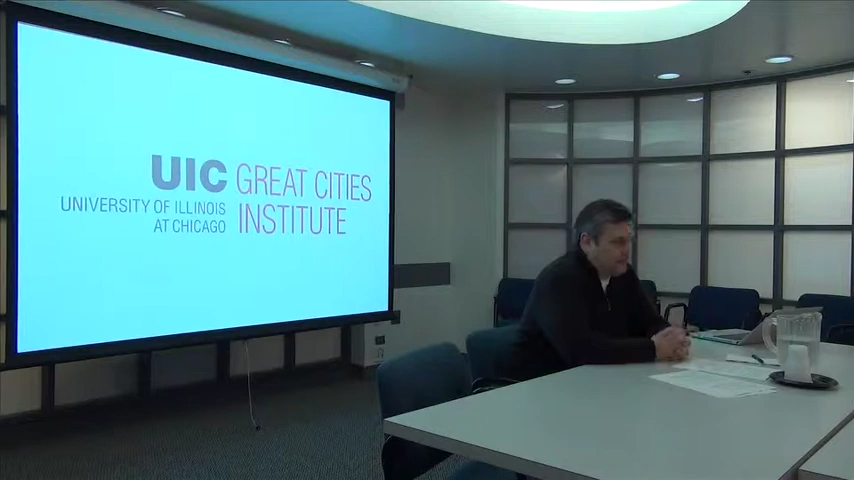 UIC GREAT CITIES
UNIVERSITY OF ILLINOIS INSTITUTE
AT CHICAGO